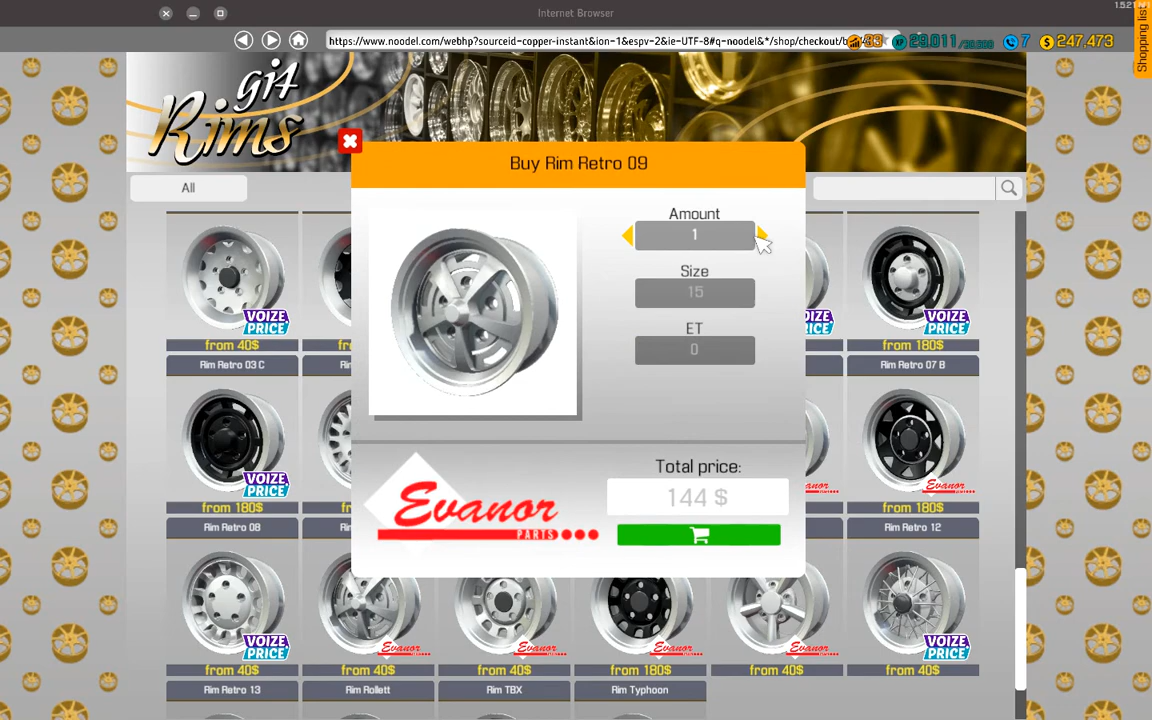 Internet Browser
1.5.21
Shopping list
https://www.noodel.com/webhp?sourceid-copper-instant&ion-1&espv-2&ie-UTF-8#q-noodel&*/shop/checkout/b
33
29.011
7
247,473
gi4
Rims
All
Buy Rim Retro 09
Amount
1
Size
15
ET
0
Total price:
144 $
Evanor
PARTS
VOIZE PRICE
PRICE
VOIZE PRICE
from 40$
from 180$
Rim Retro 03 C
Rim Retro 07 B
VOIZE PRICE
from 180$
from 180$
Rim Retro 08
Rim Retro 12
VOIZE PRICE
Evanor
Evanor
Evanor
Evanor
VOIZE PRICE
from 40$
from 40$
from 40$
from 180$
from 40$
from 40$
Rim Retro 13
Rim Rollett
Rim TBX
Rim Typhoon